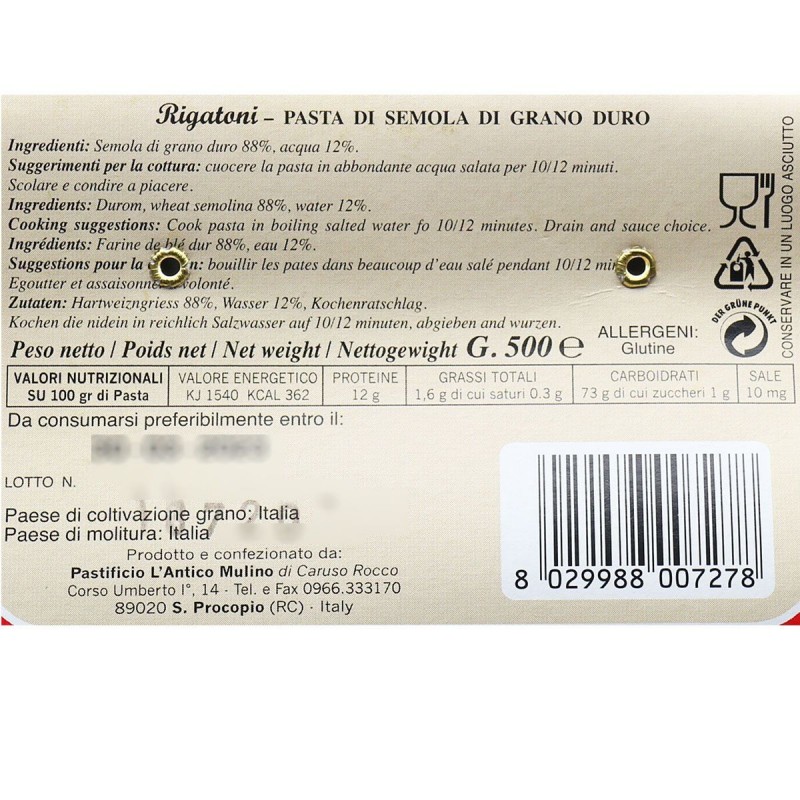 Rigatoni – PASTA DI SEMOLA DI GRANO DURO
Ingredienti: Semola di grano duro 88%, acqua 12%.
Suggerimenti per la cottura: cuocere la pasta in abbondante acqua salata per 10/12 minuti.
Scolare e condire a piacere.
Ingredients: Durom, wheat semolina 88%, water 12%.
Cooking suggestions: Cook pasta in boiling salted water fo 10/12 minutes. Drain and sauce choice.
Ingrédients: Farine de blé dur 88%, eau 12%.
Suggestions pour la : bouillir les pates dans beaucoup d'eau salé pendant 10/12
Egoutter et assaisonner volonté.
Zutaten: Hartweizngriess 88%, Wasser 12%, Kochenratschlag.
Kochen die nidein in reichlich Salzwasser auf 10/12 minuten, abgieben and wurzen.
Peso netto / Poids net / Net weight / Nettogewight G. 500 ℮
ALLERGENI:
Glutine
DER GRÜNE PUNKT
CONSERVARE IN UN LUOGO ASCIUTTO
VALORI NUTRIZIONALI VALORE ENERGETICO PROTEINE GRASSI TOTALI CARBOIDRATI SALE
SU 100 gr di Pasta KJ 1540 KCAL 362 12 g 1,6 g di cui saturi 0.3 g 73 g di cui zuccheri 1 g 10 mg
Da consumarsi preferibilmente entro il:
LOTTO N.
Paese di coltivazione grano: Italia
Paese di molitura: Italia
Prodotto e confezionato da:
Pastificio L'Antico Mulino di Caruso Rocco
Corso Umberto I°, 14 - Tel. e Fax 0966.333170
89020 S. Procopio (RC) - Italy
8 029988 007278